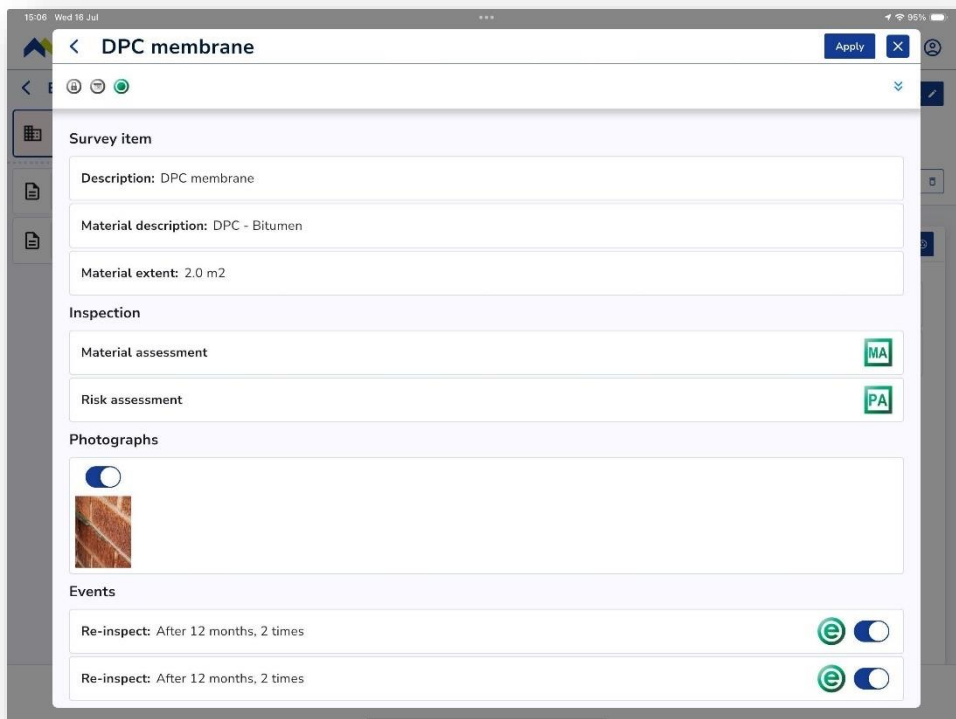 15:06 Wed 16 Jul
95%
DPC membrane
Apply
Survey item
Description: DPC membrane
Material description: DPC - Bitumen
Material extent: 2.0 m2
Inspection
Material assessment
MA
Risk assessment
PA
Photographs
Events
Re-inspect: After 12 months, 2 times
e
Re-inspect: After 12 months, 2 times
e